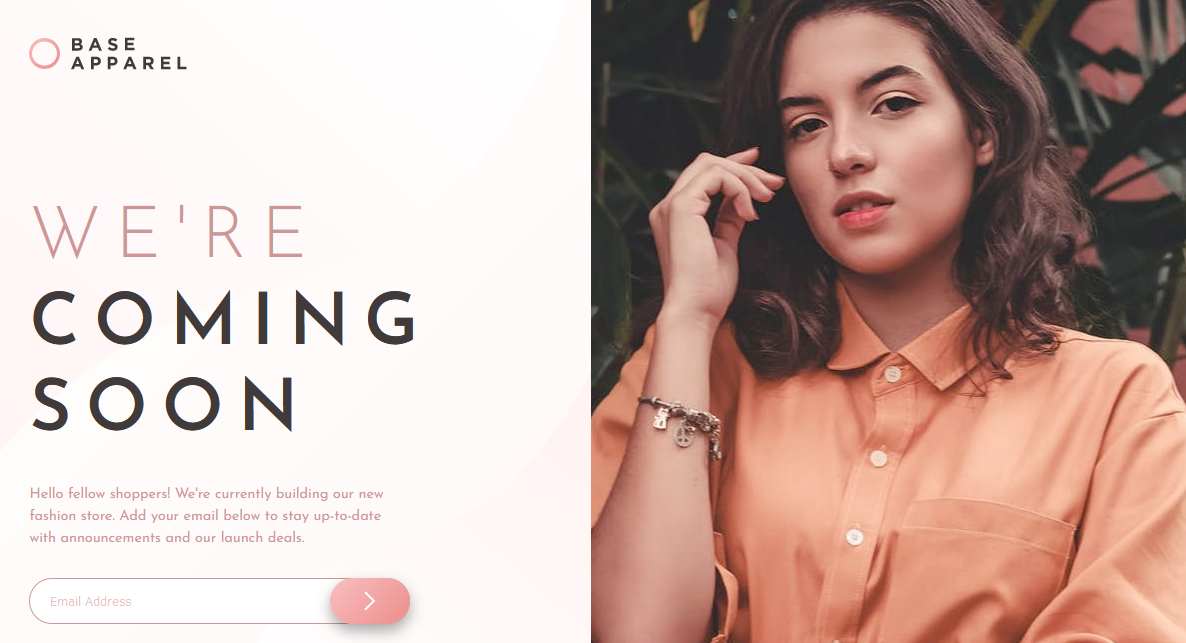 BASE
APPAREL
WE'RE
COMING
SOON
Hello fellow shoppers! We're currently building our new
fashion store. Add your email below to stay up-to-date
with announcements and our launch deals.
Email Address